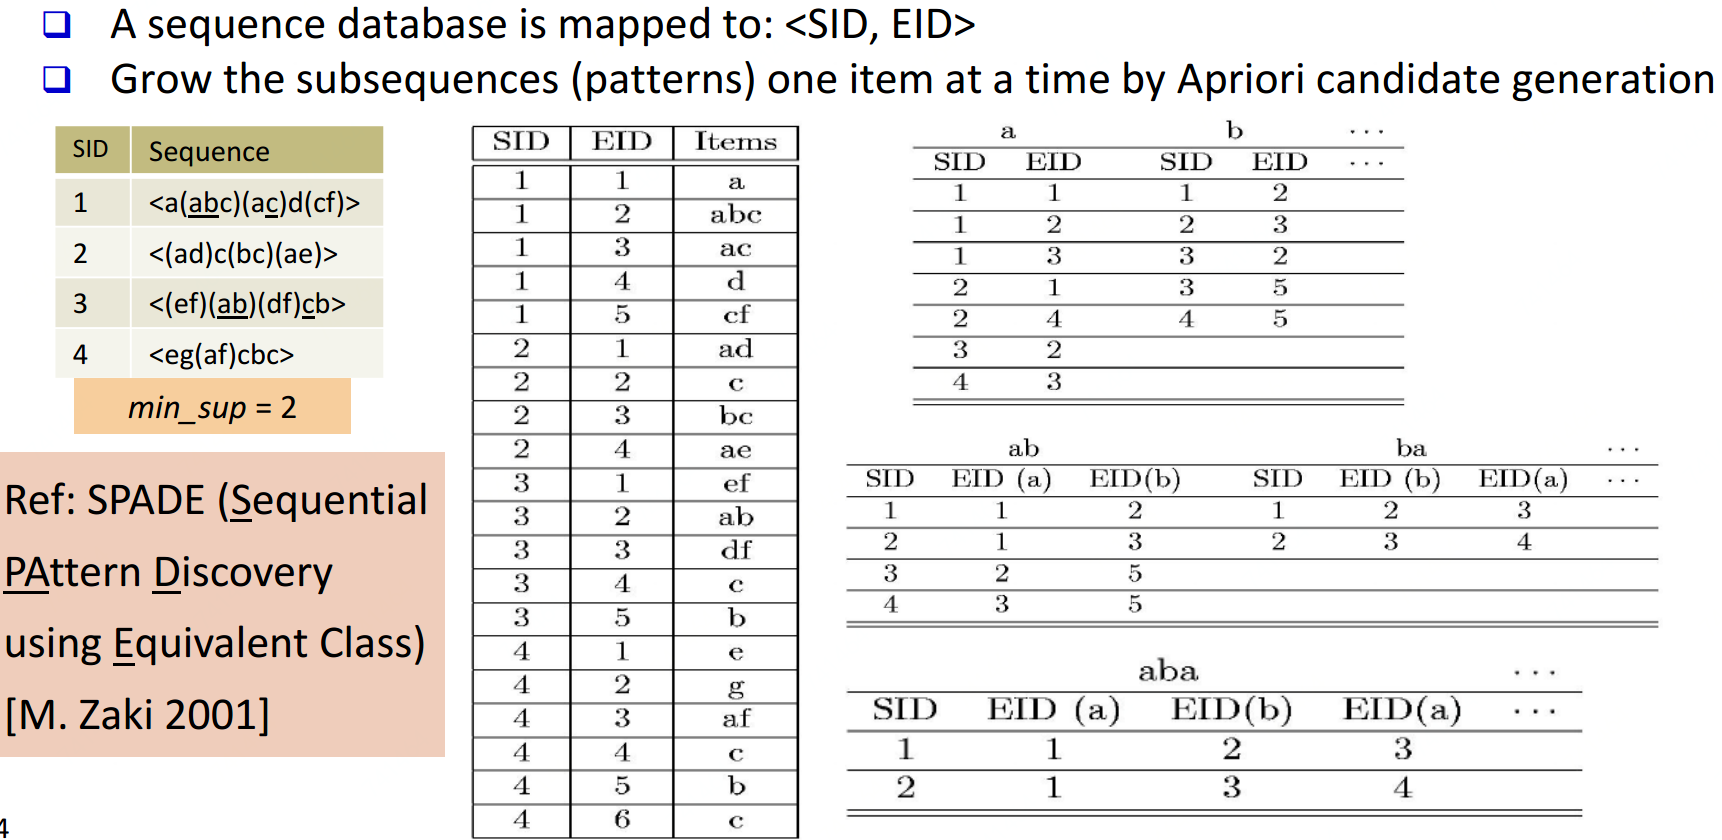 ❑ A sequence database is mapped to: <SID, EID>
❑ Grow the subsequences (patterns) one item at a time by Apriori candidate generation
SID Sequence
1 <a(abc)(ac)d(cf)>
2 <(ad)c(bc)(ae)>
3 <(ef)(ab)(df)cb>
4 <eg(af)cbc>
min_sup = 2
Ref: SPADE (Sequential
PAttern Discovery
using Equivalent Class)
[M. Zaki 2001]
4
SID EID Items
1 1 a
1 2 abc
1 3 ac
1 4 d
1 5 cf
2 1 ad
2 2 c
2 3 bc
2 4 ae
3 1 ef
3 2 ab
3 3 df
3 4 c
3 5 b
4 1 e
4 2 g
4 3 af
4 4 c
4 5 b
4 6 c
a b ...
SID EID SID EID ...
1 1 1 2
1 2 2 3
1 3 3 2
2 1 3 5
2 4 4 5
3 2
4 3
ab ba ...
SID EID (a) EID(b) SID EID (b) EID(a) ...
1 1 2 1 2 3
2 1 3 2 3 4
3 2 5
4 3 5
aba ...
SID EID (a) EID(b) EID(a) ...
1 1 2 3
2 1 3 4